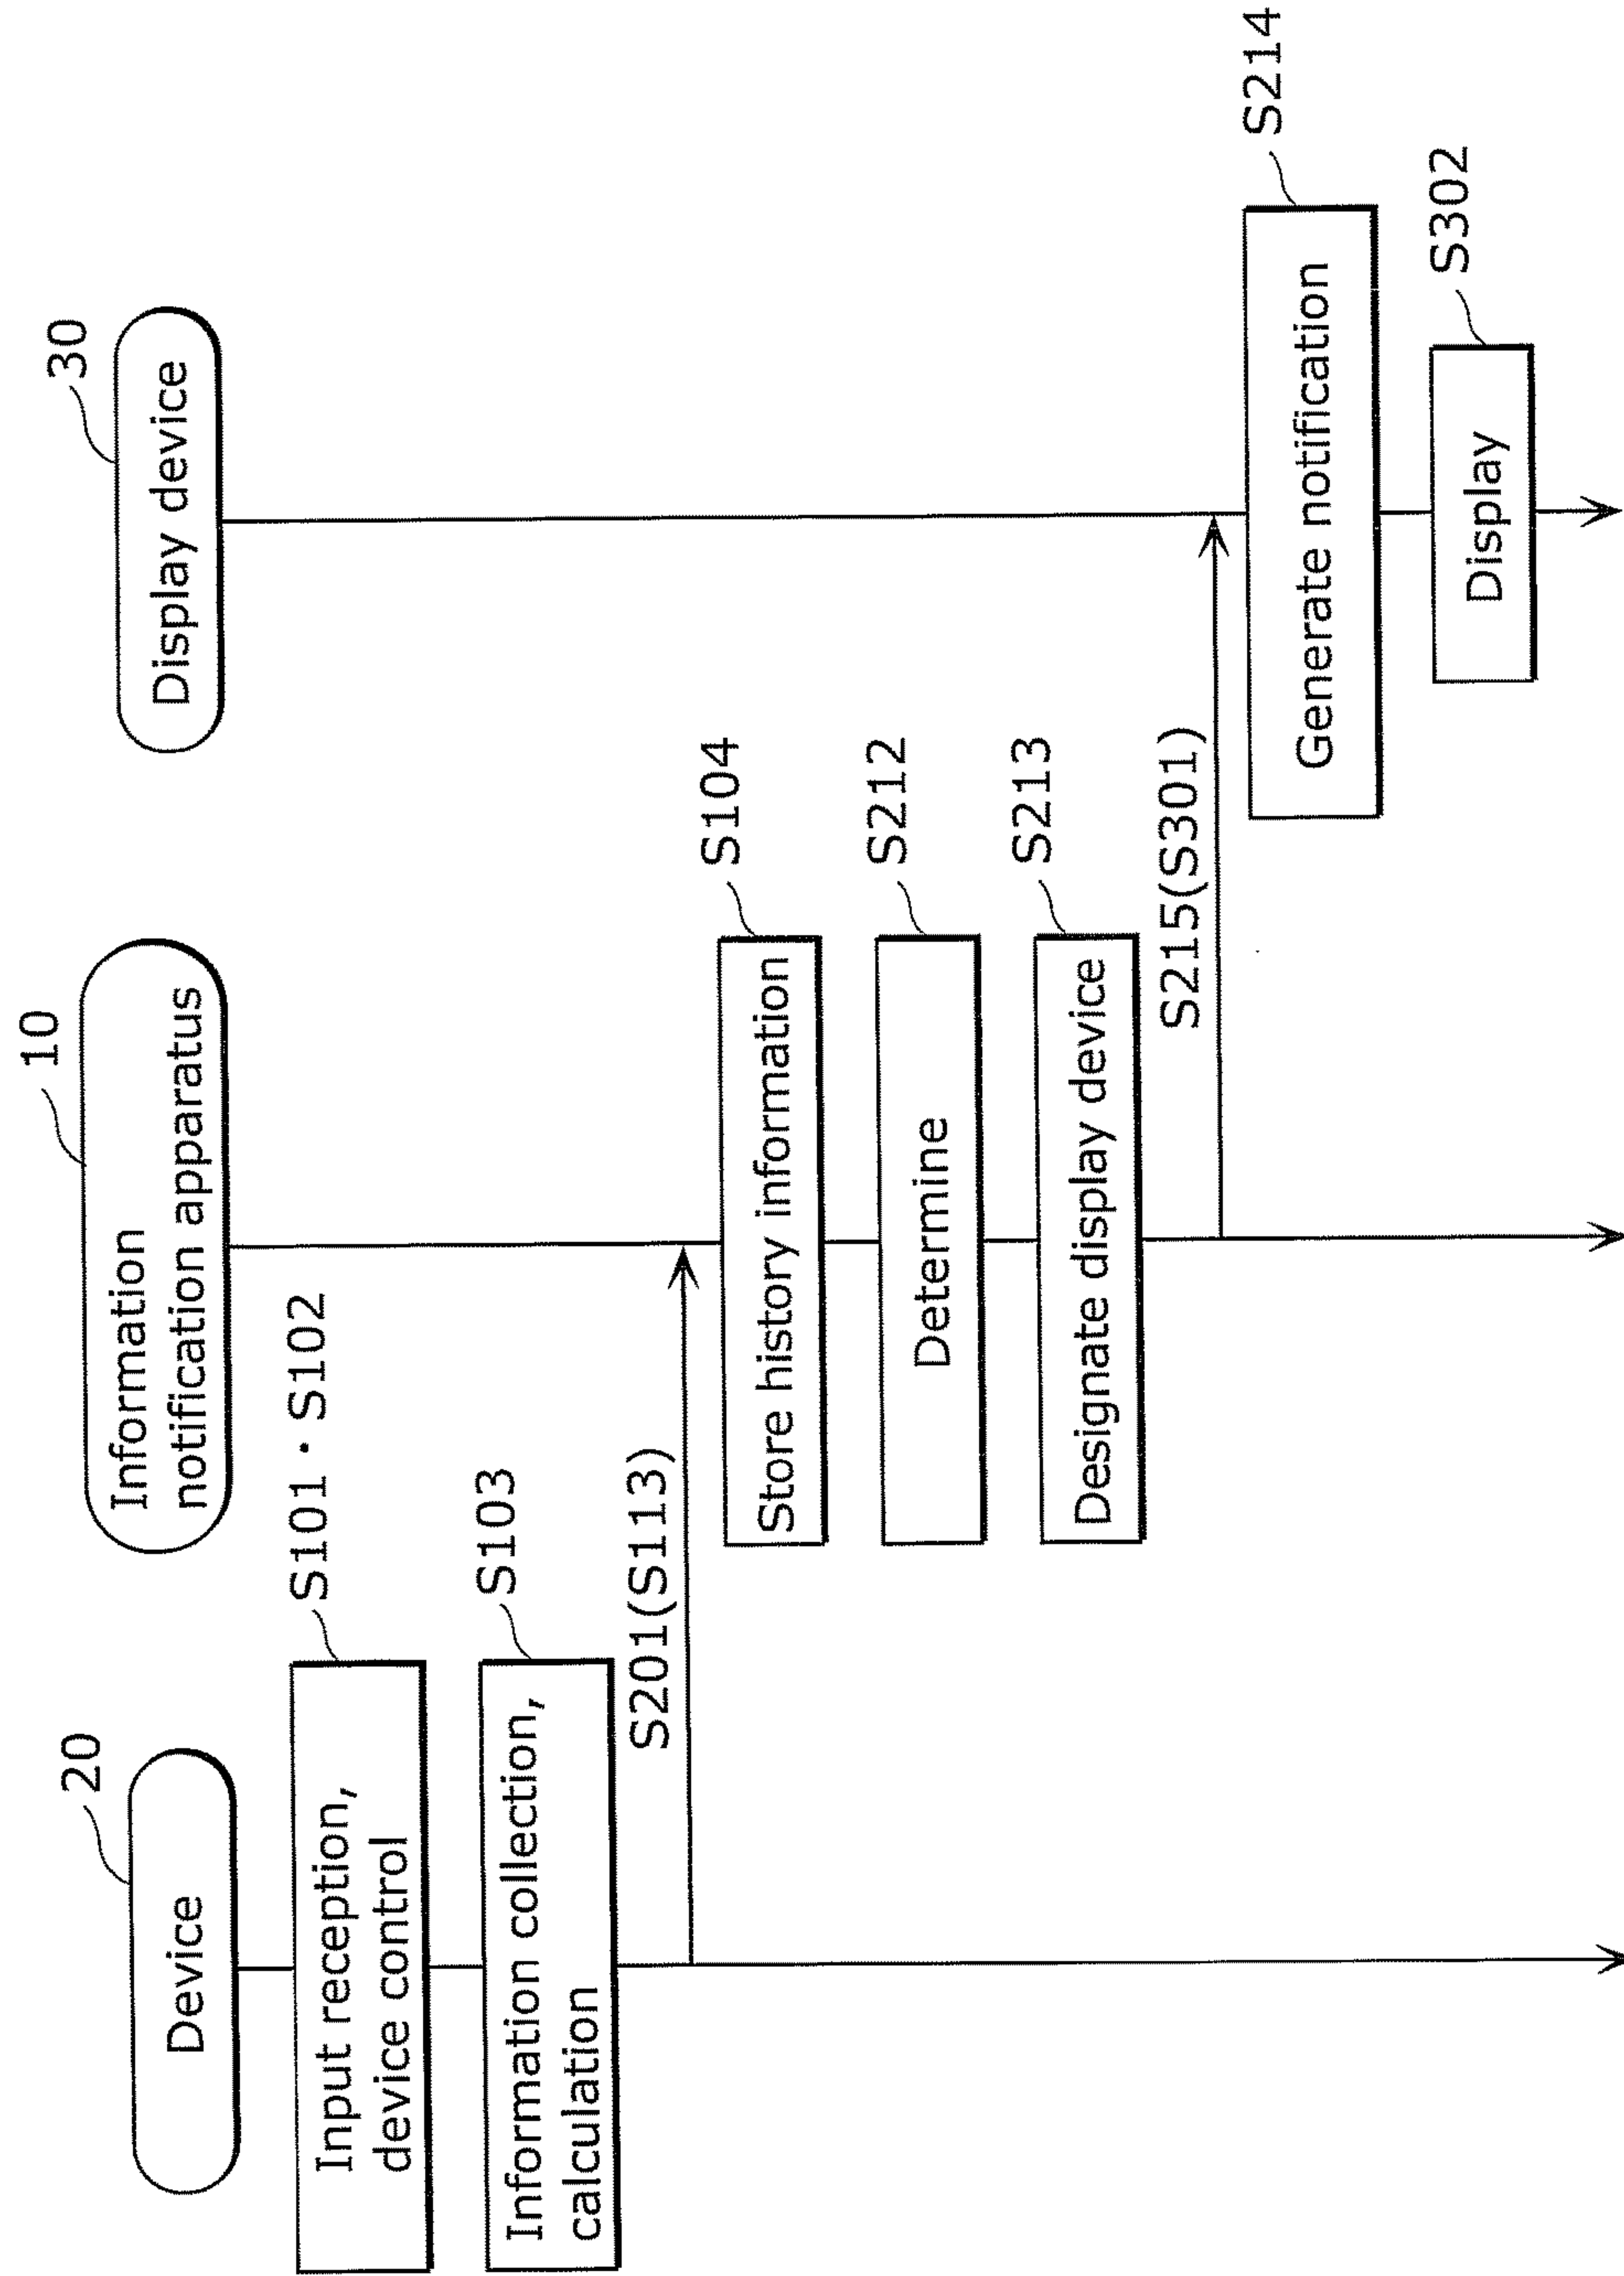 20
Device
10
Information
notification apparatus
30
Display device
S101・S102
Input reception,
device control
S103
Information collection,
calculation
S201(S113)
S104
Store history information
S212
Determine
S213
Designate display device
S215(S301)
S214
Generate notification
S302
Display